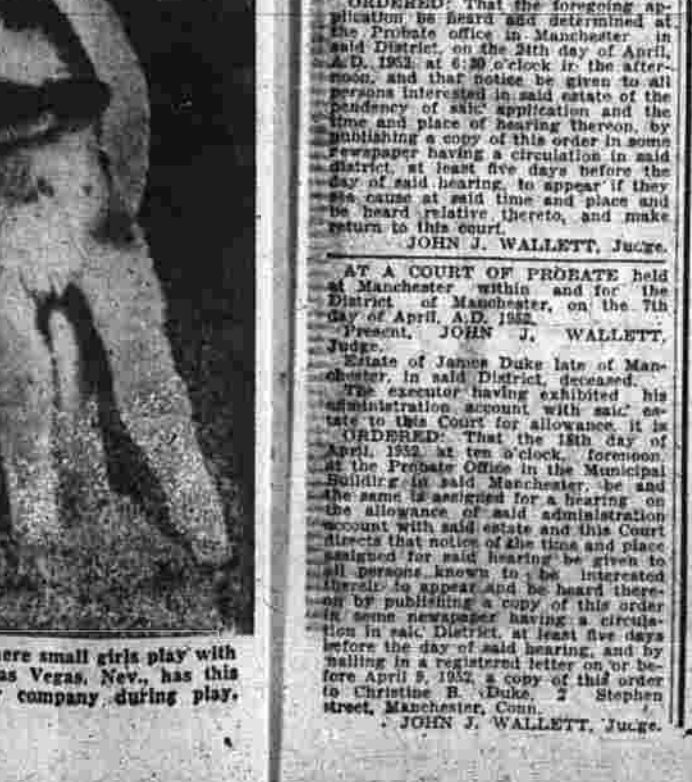 ORDERED: That the foregoing ap-
plication be heard and determined at
the Probate office in Manchester in
said District, on the 24th day of April,
A.D. 1952, at 6:30 o'clock in the after-
noon, and that notice be given to all
persons interested in said estate of the
pendency of said application and the
time and place of hearing thereon, by
publishing a copy of this order in some
newspaper having a circulation in said
district, at least five days before the
day of said hearing, to appear if they
see cause at said time and place and
be heard relative thereto, and make
return to this court.
JOHN J. WALLETT, Judge.
AT A COURT OF PROBATE held
at Manchester within and for the
District of Manchester, on the 7th
day of April, A.D. 1952.
Present, JOHN J. WALLETT,
Judge.
Estate of James Duke late of Man-
chester, in said District, deceased.
The executor having exhibited his
administration account with said es-
tate to this Court for allowance, it is
ORDERED: That the 18th day of
April, 1952, at ten o'clock, forenoon,
at the Probate Office in the Municipal
Building in said Manchester, be and
the same is assigned for a hearing on
the allowance of said administration
account with said estate and this Court
directs that notice of the time and place
assigned for said hearing be given to
all persons known to be interested
therein to appear and be heard there-
on by publishing a copy of this order
in some newspaper having a circula-
tion in said District, at least five days
before the day of said hearing, and by
mailing in a registered letter on or be-
fore April 9, 1952, a copy of this order
to Christine B. Duke, 2 Stephen
street, Manchester, Conn.
JOHN J. WALLETT, Judge.
ere small girls play with
as Vegas, Nev., has this
company during play.